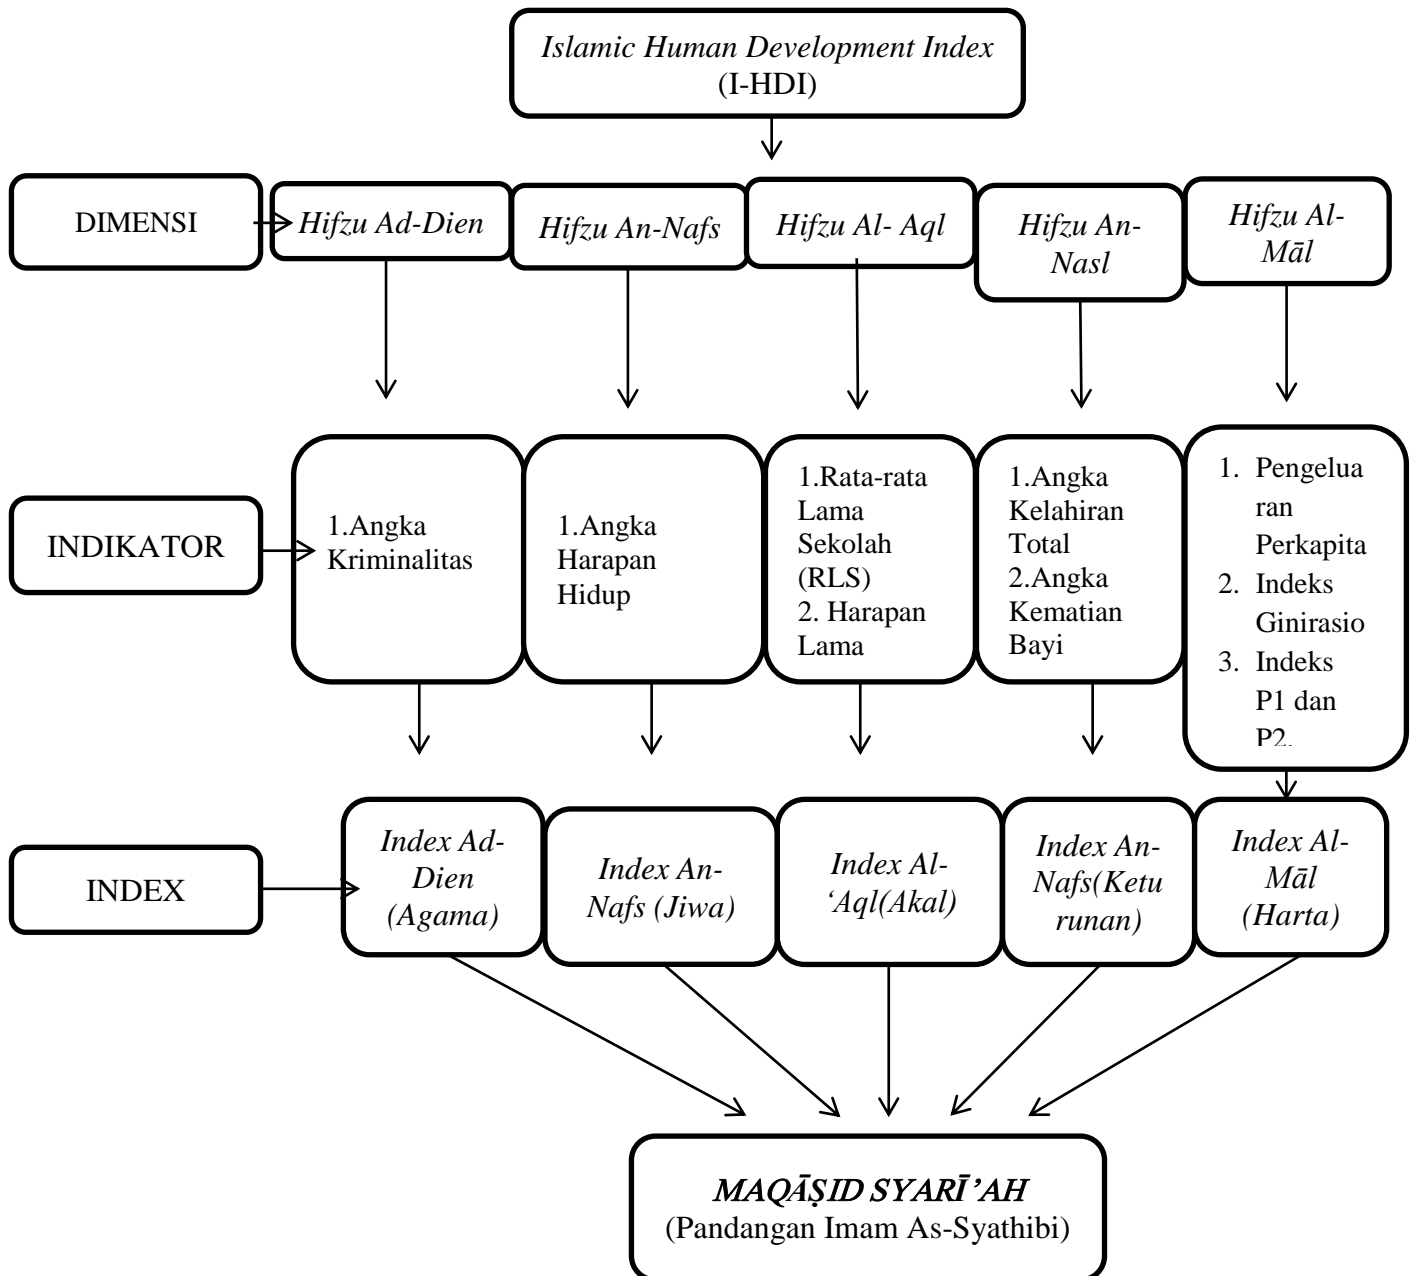 Islamic Human Development Index
(I-HDI)
DIMENSI
Hifzu Ad-Dien
Hifzu An-Nafs
Hifzu Al- Aql
Hifzu An-
Nasl
Hifzu Al-
Māl
INDIKATOR
1.Angka
Kriminalitas
1.Angka
Harapan
Hidup
1.Rata-rata
Lama
Sekolah
(RLS)
2. Harapan
Lama
1.Angka
Kelahiran
Total
2.Angka
Kematian
Bayi
1. Pengelua
ran
Perkapita
2. Indeks
Ginirasio
3. Indeks
P1 dan
P2.
INDEX
Index Ad-
Dien
(Agama)
Index An-
Nafs (Jiwa)
Index Al-
‘Aql(Akal)
Index An-
Nafs(Ketu
runan)
Index Al-
Māl
(Harta)
MAQĀṢID SYARĪ’AH
(Pandangan Imam As-Syathibi)